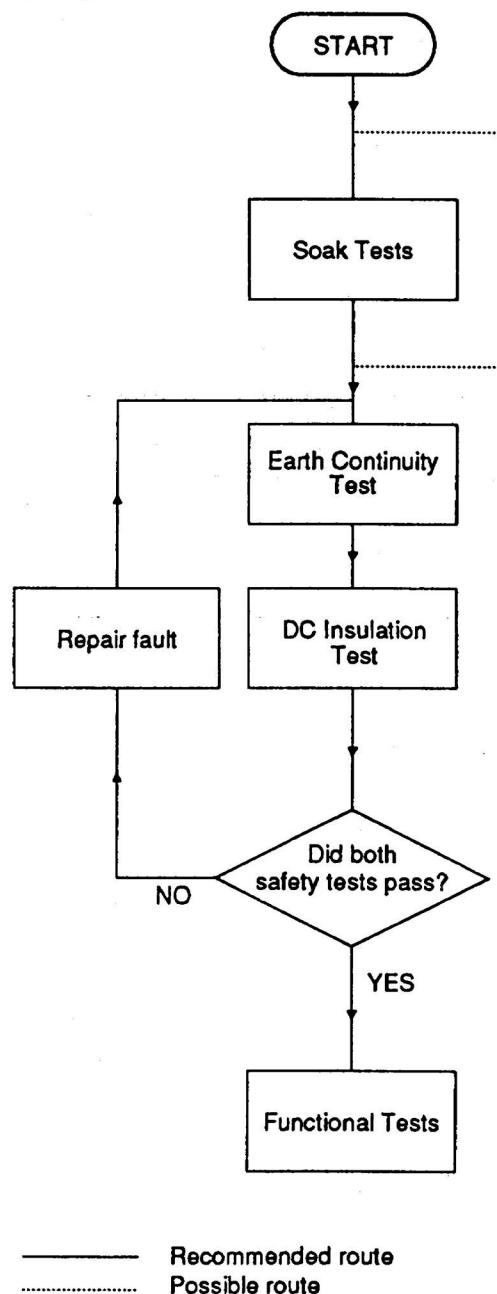 START
Soak Tests
Earth Continuity
Test
Repair fault
DC Insulation
Test
Did both
safety tests pass?
NO
YES
Functional Tests
Recommended route
Possible route